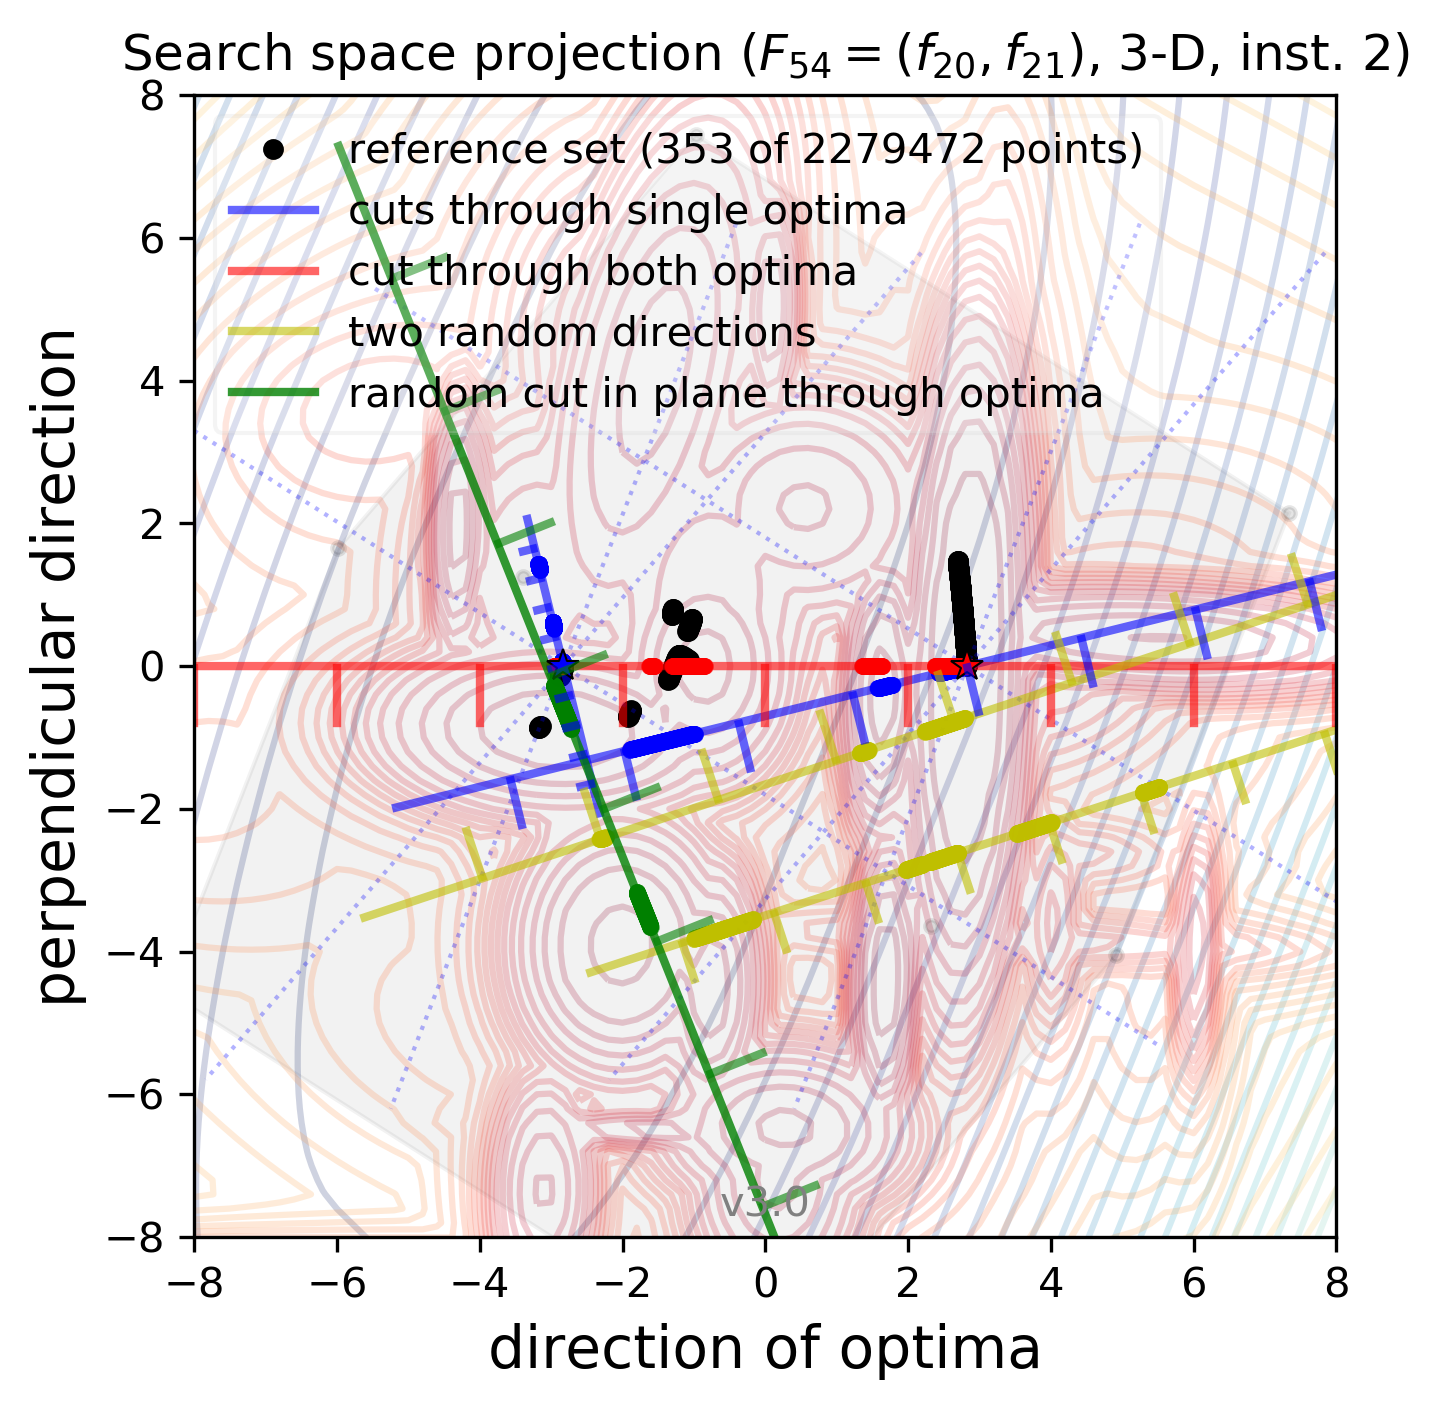 Search space projection (F₅₄ = (f₂₀, f₂₁), 3-D, inst. 2)
reference set (353 of 2279472 points)
cuts through single optima
cut through both optima
two random directions
random cut in plane through optima
perpendicular direction
8
6
4
2
0
−2
−4
−6
−8
v3.0
−8 −6 −4 −2 0 2 4 6 8
direction of optima